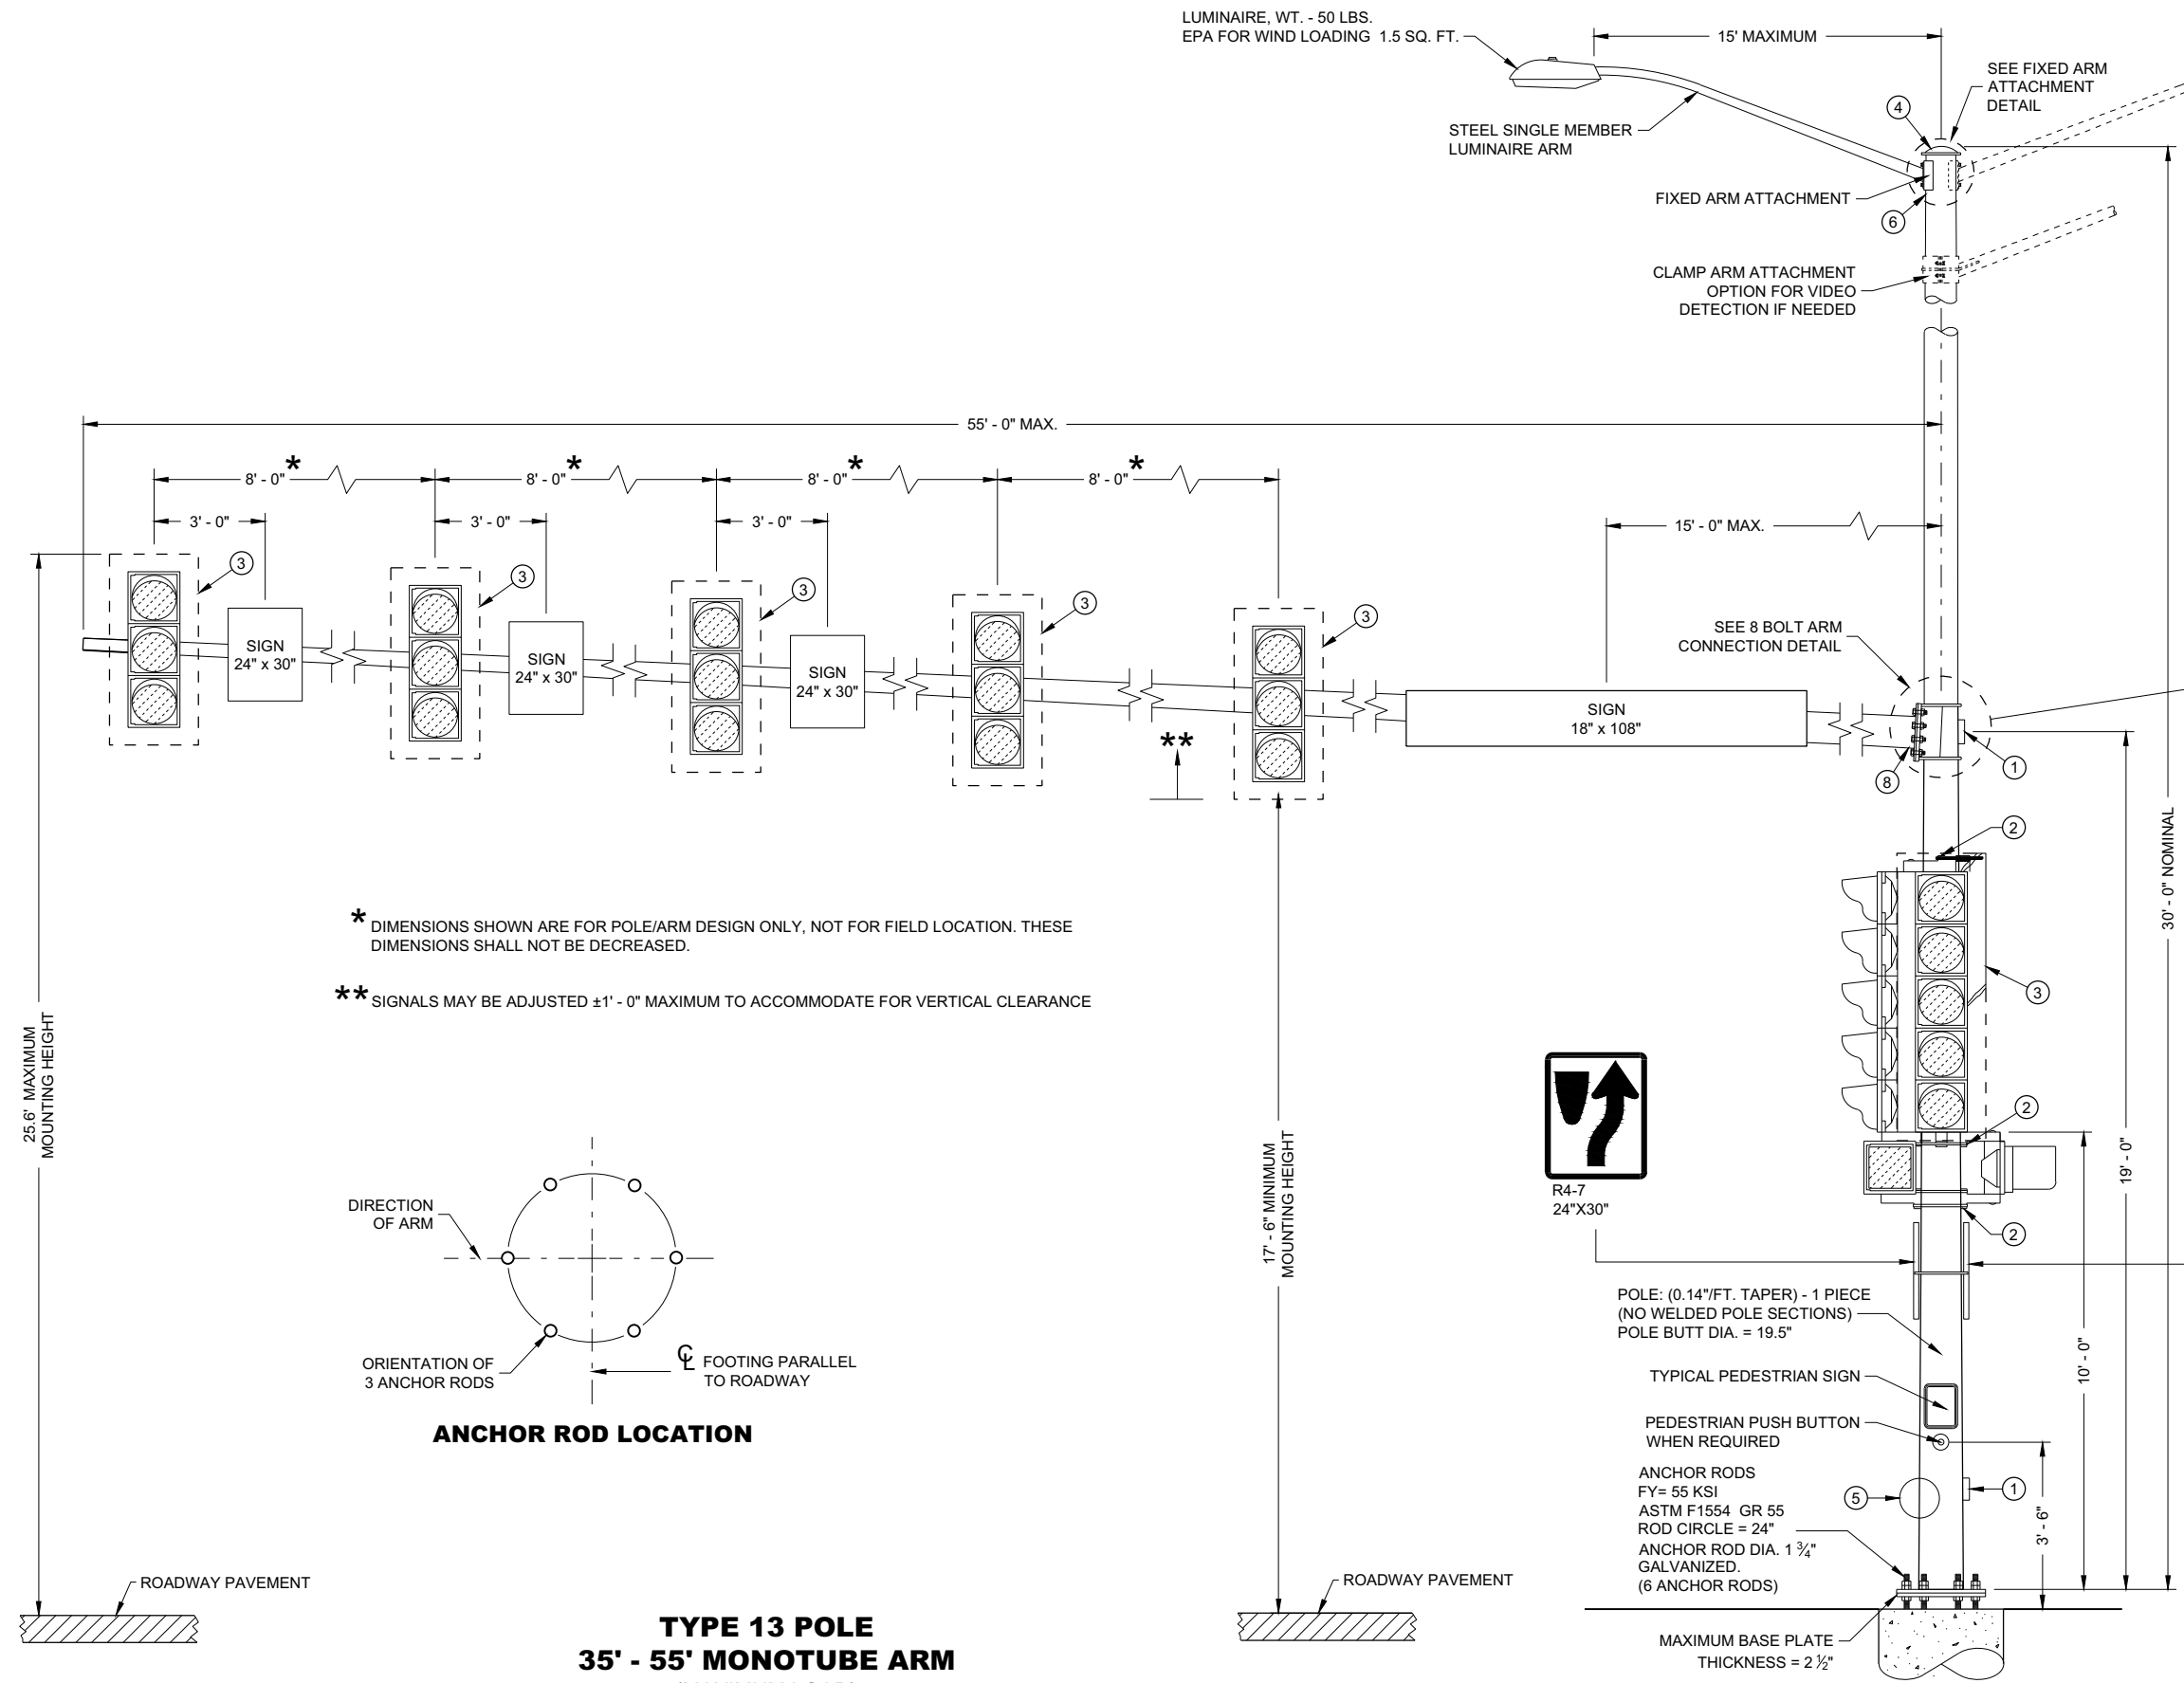 LUMINAIRE, WT. - 50 LBS.
EPA FOR WIND LOADING 1.5 SQ. FT.
15' MAXIMUM
SEE FIXED ARM
ATTACHMENT
DETAIL
4
STEEL SINGLE MEMBER
LUMINAIRE ARM
FIXED ARM ATTACHMENT
6
CLAMP ARM ATTACHMENT
OPTION FOR VIDEO
DETECTION IF NEEDED
55' - 0" MAX.
8' - 0" *
8' - 0" *
8' - 0" *
8' - 0" *
3' - 0"
3' - 0"
3' - 0"
15' - 0" MAX.
3
3
3
3
3
SIGN
24" x 30"
SIGN
24" x 30"
SIGN
24" x 30"
SEE 8 BOLT ARM
CONNECTION DETAIL
SIGN
18" x 108"
**
8
1
2
30' - 0" NOMINAL
* DIMENSIONS SHOWN ARE FOR POLE/ARM DESIGN ONLY, NOT FOR FIELD LOCATION. THESE
DIMENSIONS SHALL NOT BE DECREASED.
** SIGNALS MAY BE ADJUSTED ±1' - 0" MAXIMUM TO ACCOMMODATE FOR VERTICAL CLEARANCE
3
25.6' MAXIMUM
MOUNTING HEIGHT
17' - 6" MINIMUM
MOUNTING HEIGHT
2
19' - 0"
R4-7
24"X30"
2
DIRECTION
OF ARM
ORIENTATION OF
3 ANCHOR RODS
℄ FOOTING PARALLEL
TO ROADWAY
ANCHOR ROD LOCATION
POLE: (0.14"/FT. TAPER) - 1 PIECE
(NO WELDED POLE SECTIONS)
POLE BUTT DIA. = 19.5"
10' - 0"
TYPICAL PEDESTRIAN SIGN
PEDESTRIAN PUSH BUTTON
WHEN REQUIRED
ANCHOR RODS
FY= 55 KSI
ASTM F1554 GR 55
ROD CIRCLE = 24"
ANCHOR ROD DIA. 1 ¾"
GALVANIZED.
(6 ANCHOR RODS)
5
1
3' - 6"
ROADWAY PAVEMENT
ROADWAY PAVEMENT
MAXIMUM BASE PLATE
THICKNESS = 2 ½"
TYPE 13 POLE
35' - 55' MONOTUBE ARM